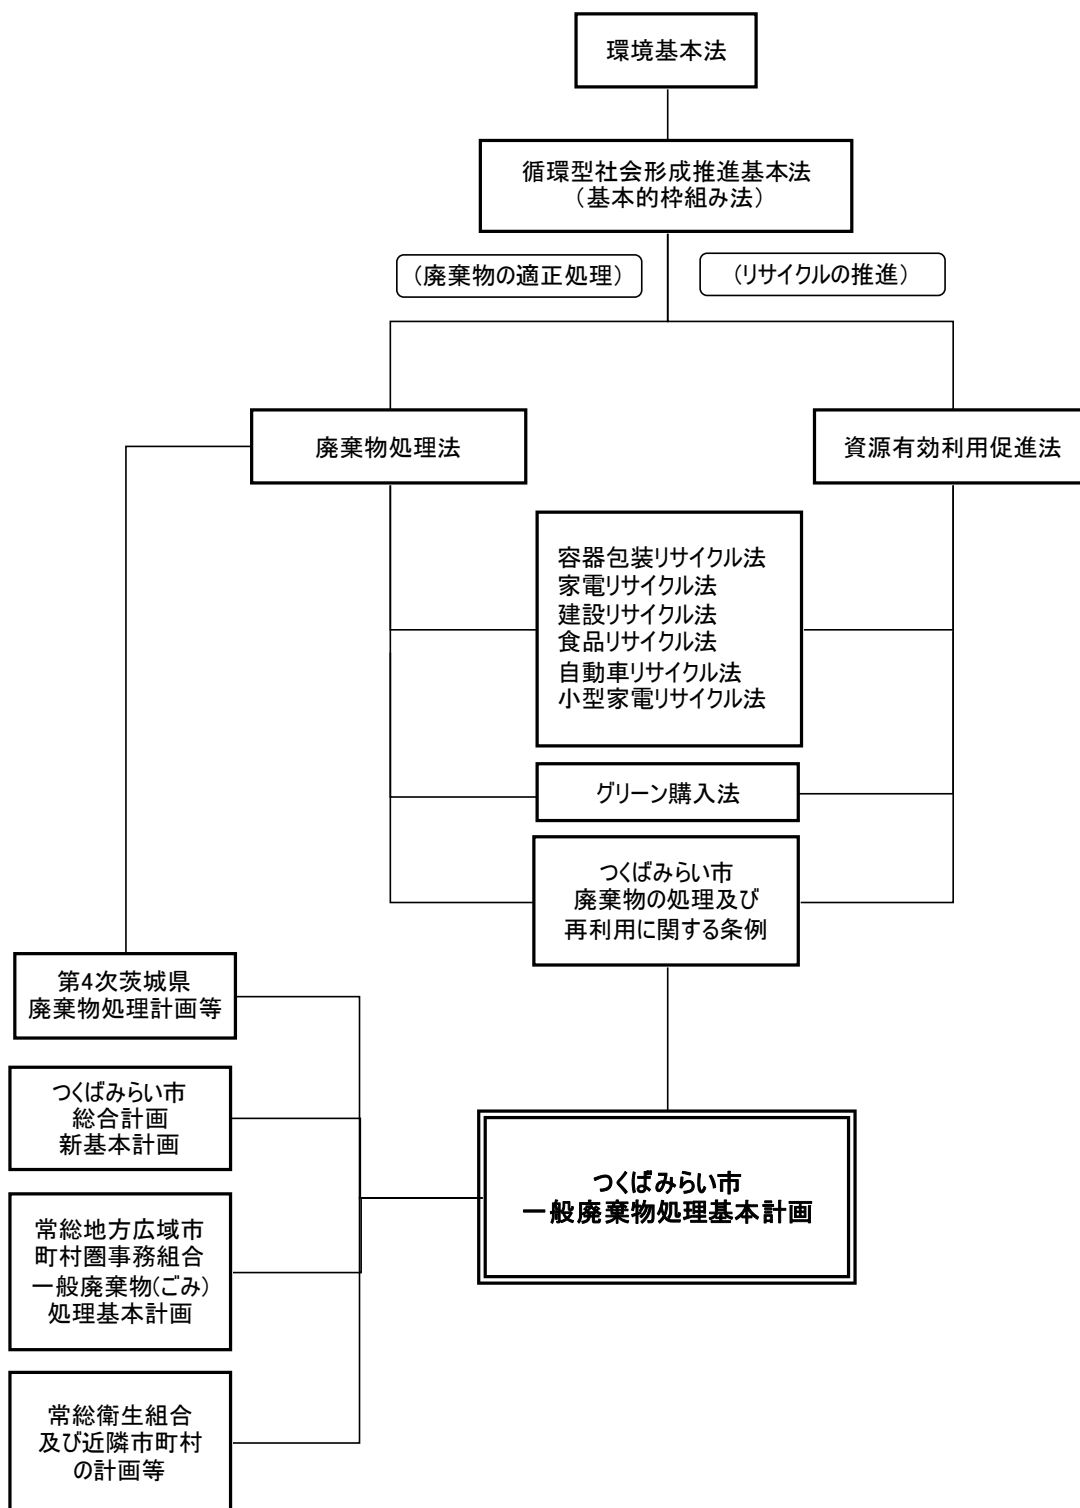 環境基本法
循環型社会形成推進基本法
（基本的枠組み法）
（廃棄物の適正処理）
（リサイクルの推進）
廃棄物処理法
資源有効利用促進法
容器包装リサイクル法
家電リサイクル法
建設リサイクル法
食品リサイクル法
自動車リサイクル法
小型家電リサイクル法
グリーン購入法
つくばみらい市
廃棄物の処理及び
再利用に関する条例
第4次茨城県
廃棄物処理計画等
つくばみらい市
総合計画
新基本計画
つくばみらい市
一般廃棄物処理基本計画
常総地方広域市
町村圏事務組合
一般廃棄物(ごみ)
処理基本計画
常総衛生組合
及び近隣市町村
の計画等